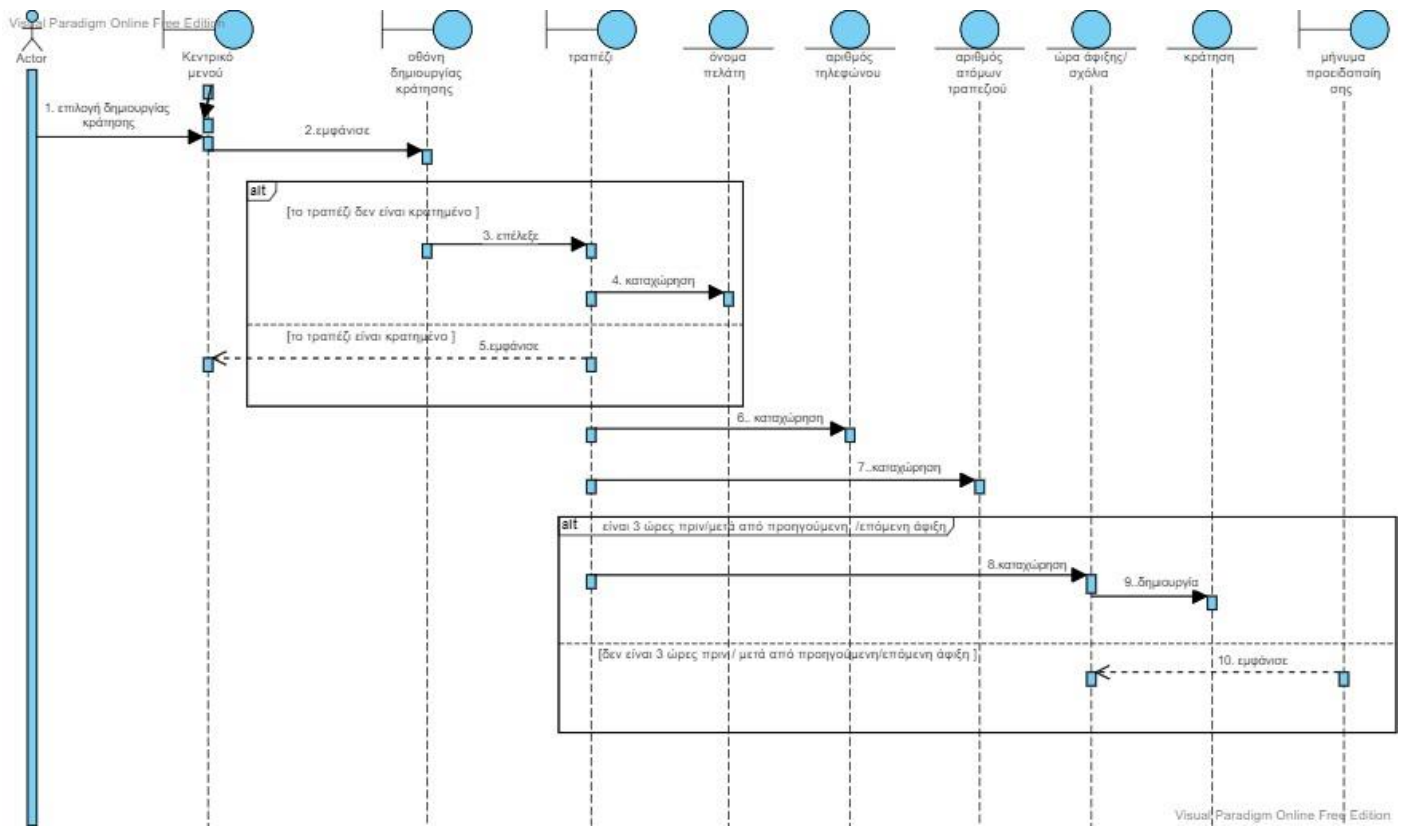 Visual Paradigm Online Free Edition
Actor
Κεντρικό
μενού
οθόνη
δημιουργίας
κράτησης
τραπέζι
όνομα
πελάτη
αριθμός
τηλεφώνου
αριθμός
ατόμων
τραπεζιού
ώρα άφιξης/
σχόλια
κράτηση
μήνυμα
προειδοποίη
σης
1. επιλογή δημιουργίας
κράτησης
2.εμφάνισε
alt
[το τραπέζι δεν είναι κρατημένο ]
3. επέλεξε
4. καταχώρηση
[το τραπέζι είναι κρατημένο ]
5.εμφάνισε
6.. καταχώρηση
7..καταχώρηση
alt είναι 3 ώρες πριν/μετά από προηγούμενη /επόμενη άφιξη
8.καταχώρηση
9..δημιουργία
[δεν είναι 3 ώρες πριν / μετά από προηγούμενη/επόμενη άφιξη ]
10. εμφάνισε
Visual Paradigm Online Free Edition